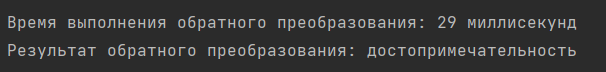 Время выполнения обратного преобразования: 29 миллисекунд
Результат обратного преобразования: достопримечательность